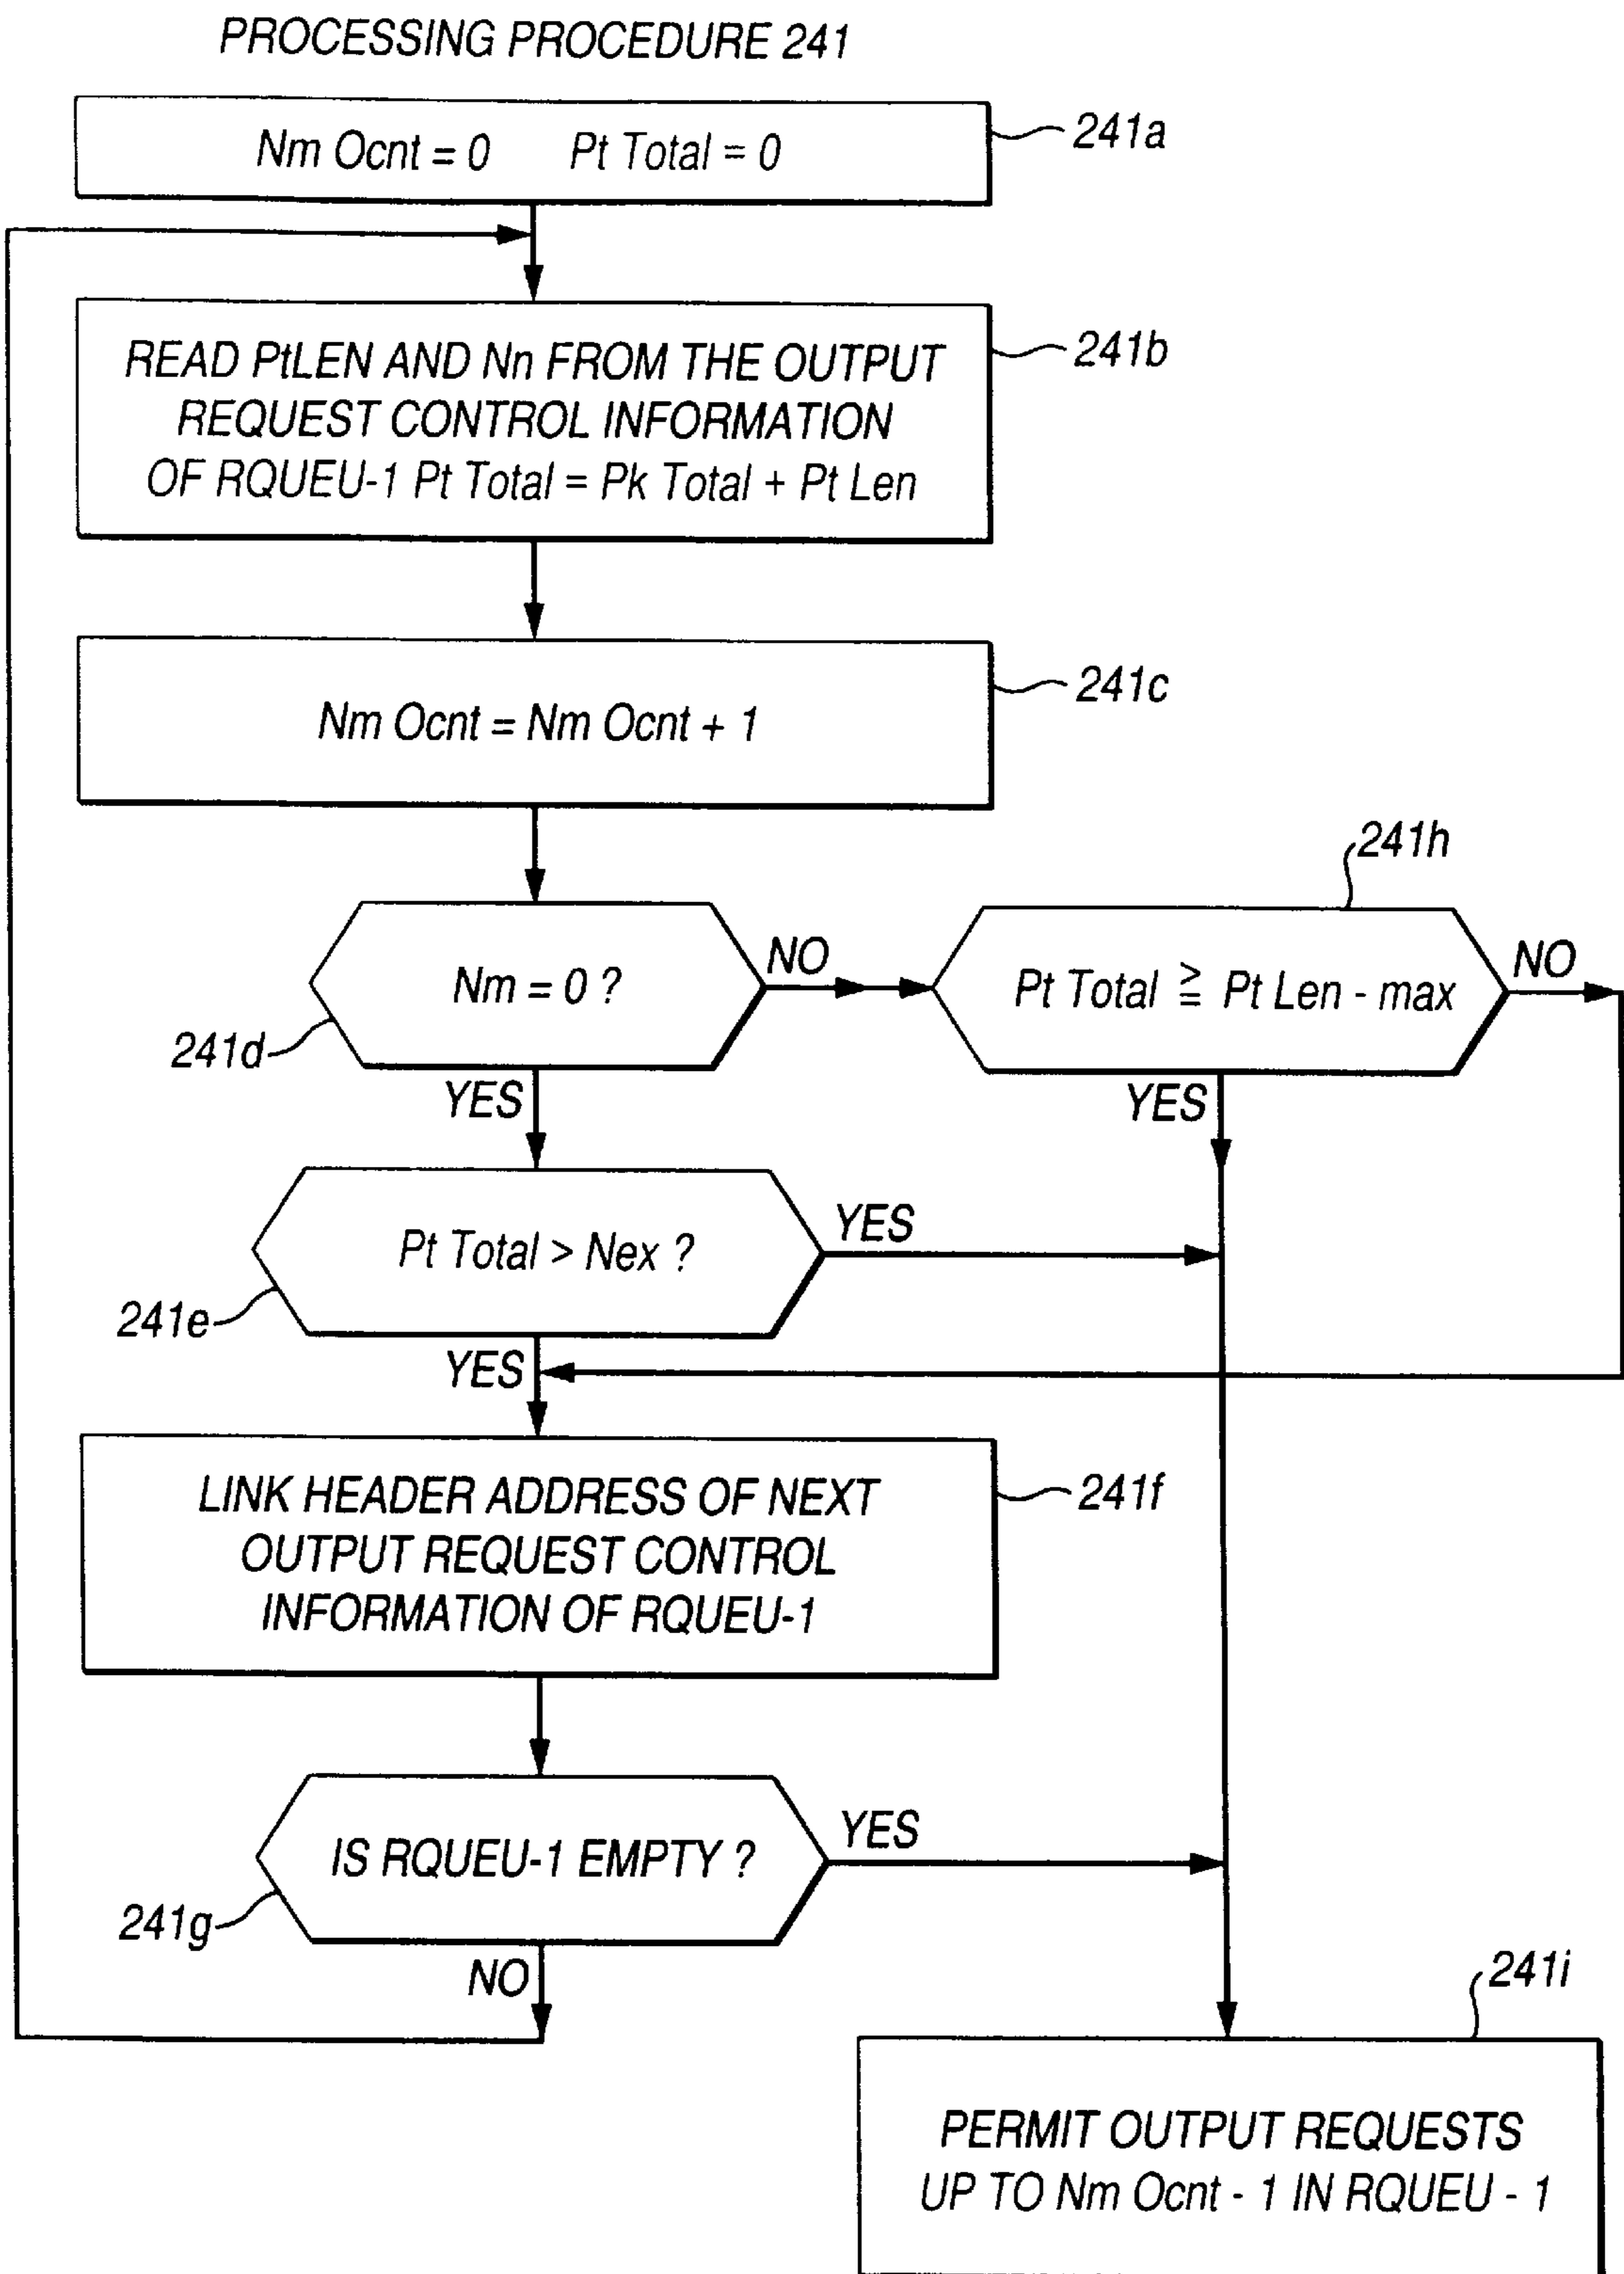 PROCESSING PROCEDURE 241
Nm Ocnt = 0 Pt Total = 0
241a
READ PtLEN AND Nn FROM THE OUTPUT
REQUEST CONTROL INFORMATION
OF RQUEU-1 Pt Total = Pk Total + Pt Len
241b
Nm Ocnt = Nm Ocnt + 1
241c
241h
Nm = 0 ?
NO
Pt Total ≧ Pt Len - max
NO
241d
YES
YES
Pt Total > Nex ?
YES
241e
YES
LINK HEADER ADDRESS OF NEXT
OUTPUT REQUEST CONTROL
INFORMATION OF RQUEU-1
241f
IS RQUEU-1 EMPTY ?
YES
241g
NO
241i
PERMIT OUTPUT REQUESTS
UP TO Nm Ocnt - 1 IN RQUEU - 1